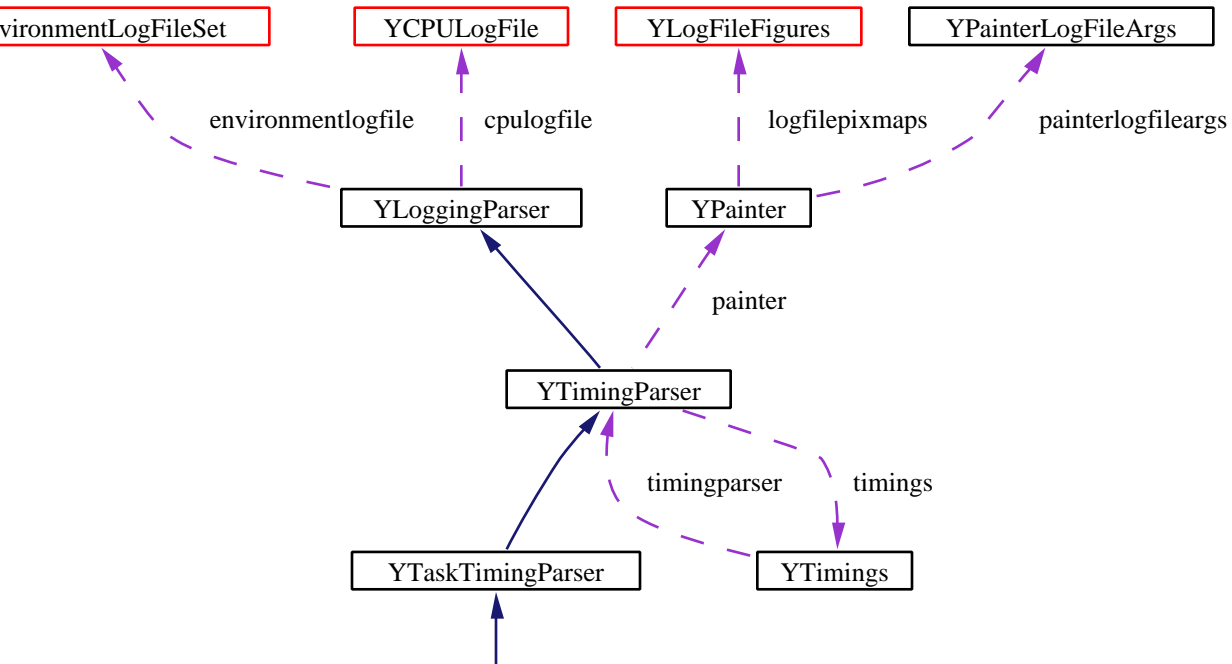 vironmentLogFileSet
YCPULogFile
YLogFileFigures
YPainterLogFileArgs
environmentlogfile
cpulogfile
logfilepixmaps
painterlogfileargs
YLoggingParser
YPainter
painter
YTimingParser
timingparser
timings
YTaskTimingParser
YTimings